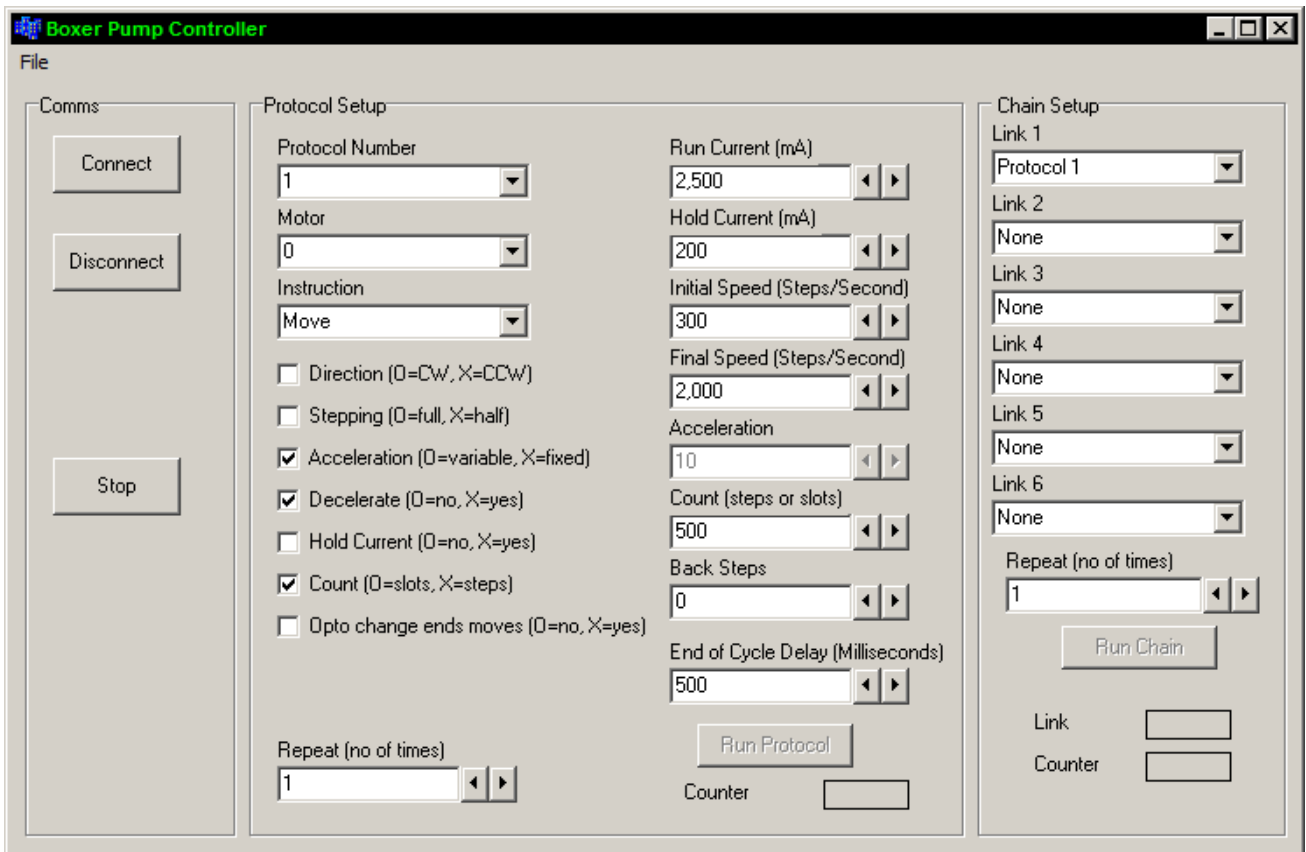 Boxer Pump Controller
File
Comms
Connect
Disconnect
Stop
Protocol Setup
Protocol Number
1
Motor
0
Instruction
Move
Direction (O=CW, X=CCW)
Stepping (O=full, X=half)
Acceleration (O=variable, X=fixed)
Decelerate (O=no, X=yes)
Hold Current (O=no, X=yes)
Count (O=slots, X=steps)
Opto change ends moves (O=no, X=yes)
Repeat (no of times)
1
Run Current (mA)
2,500
Hold Current (mA)
200
Initial Speed (Steps/Second)
300
Final Speed (Steps/Second)
2,000
Acceleration
10
Count (steps or slots)
500
Back Steps
0
End of Cycle Delay (Milliseconds)
500
Run Protocol
Counter
Chain Setup
Link 1
Protocol 1
Link 2
None
Link 3
None
Link 4
None
Link 5
None
Link 6
None
Repeat (no of times)
1
Run Chain
Link
Counter